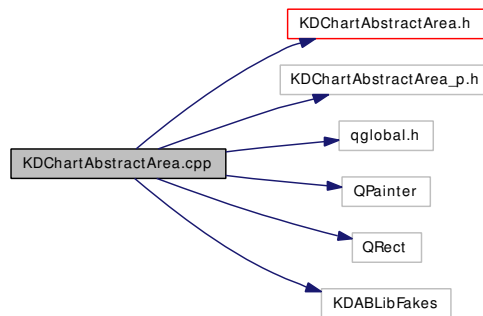 KDChartAbstractArea.h
KDChartAbstractArea_p.h
qglobal.h
KDChartAbstractArea.cpp
QPainter
QRect
KDABLibFakes